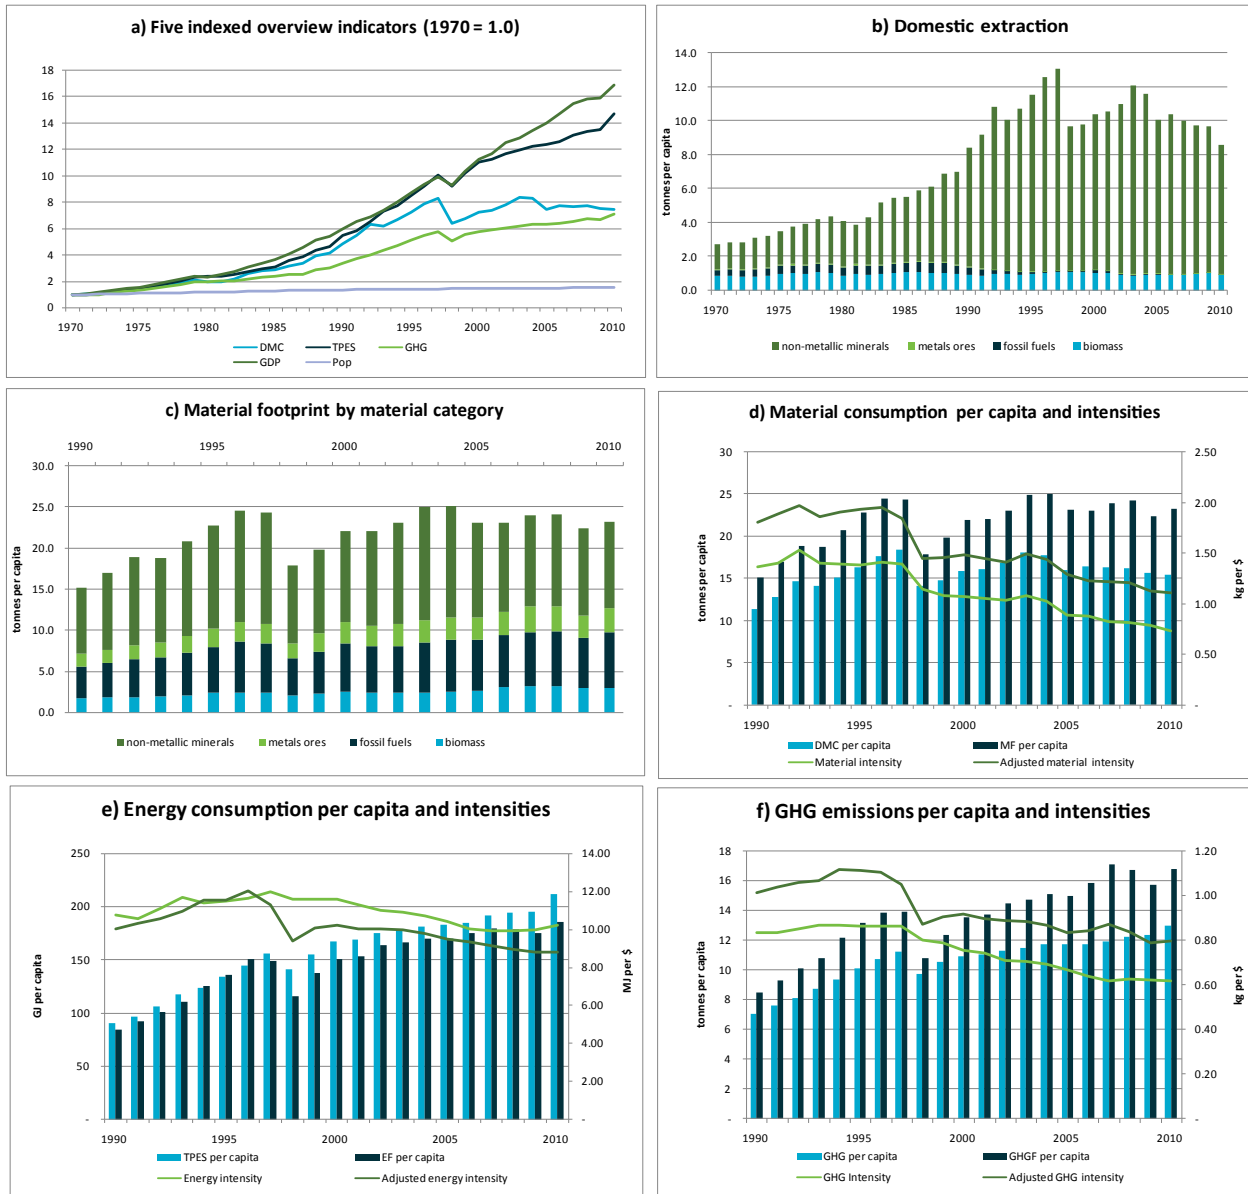 a) Five indexed overview indicators (1970 = 1.0)
18
16
14
12
10
8
6
4
2
0
1970 1975 1980 1985 1990 1995 2000 2005 2010
DMC TPES GHG
GDP Pop
b) Domestic extraction
tonnes per capita
14.0
12.0
10.0
8.0
6.0
4.0
2.0
0.0
1970 1975 1980 1985 1990 1995 2000 2005 2010
non-metallic minerals metals ores fossil fuels biomass
c) Material footprint by material category
1990 1995 2000 2005 2010
tonnes per capita
30.0
25.0
20.0
15.0
10.0
5.0
0.0
non-metallic minerals metals ores fossil fuels biomass
d) Material consumption per capita and intensities
tonnes per capita
30
25
20
15
10
5
-
2.50
2.00
1.50
1.00
0.50
-
kg per $
1990 1995 2000 2005 2010
DMC per capita MF per capita
Material intensity Adjusted material intensity
e) Energy consumption per capita and intensities
GJ per capita
250
200
150
100
50
-
14.00
12.00
10.00
8.00
6.00
4.00
2.00
-
MJ per $
1990 1995 2000 2005 2010
TPES per capita EF per capita
Energy intensity Adjusted energy intensity
f) GHG emissions per capita and intensities
tonnes per capita
18
16
14
12
10
8
6
4
2
-
1.20
1.00
0.80
0.60
0.40
0.20
-
kg per $
1990 1995 2000 2005 2010
GHG per capita GHGF per capita
GHG Intensity Adjusted GHG intensity